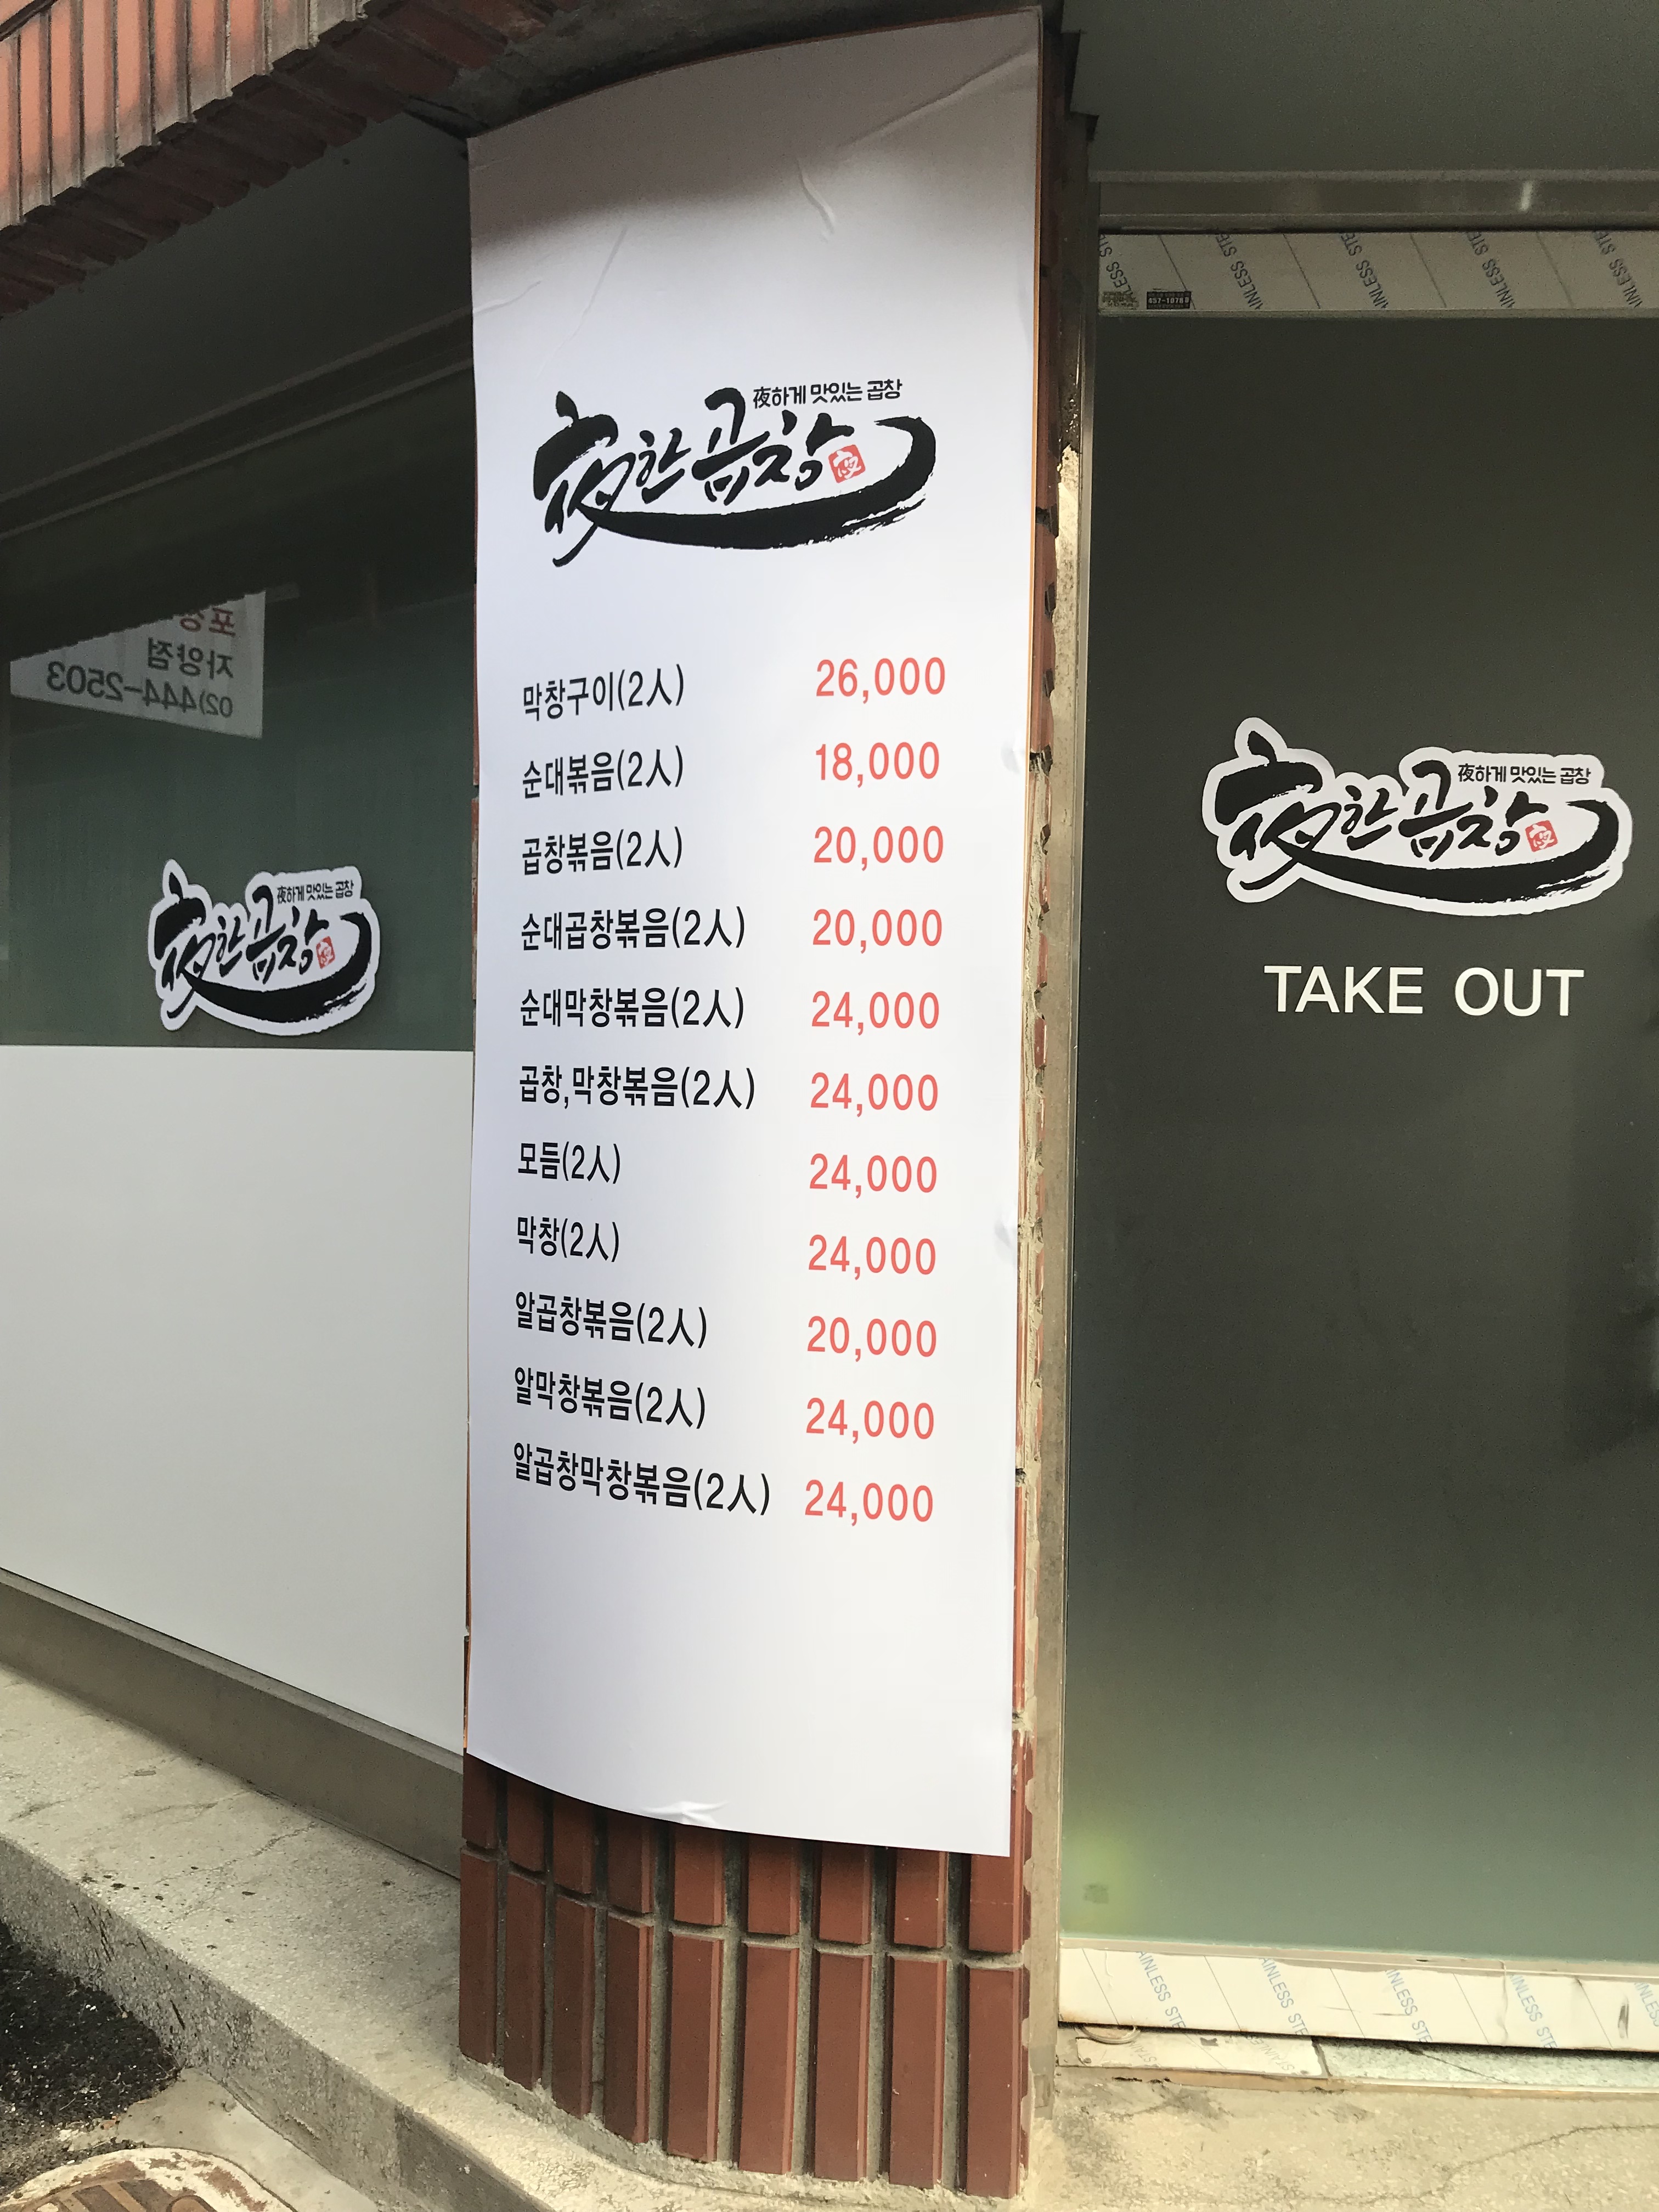 夜하게 맛있는 곱창
夜한곱창
막창구이(2人) 26,000
순대볶음(2人) 18,000
곱창볶음(2人) 20,000
순대곱창볶음(2人) 20,000
순대막창볶음(2人) 24,000
곱창,막창볶음(2人) 24,000
모듬(2人) 24,000
막창(2人) 24,000
알곱창볶음(2人) 20,000
알막창볶음(2人) 24,000
알곱창막창볶음(2人) 24,000
자양점
02)444-2503
夜하게 맛있는 곱창
夜한곱창
夜하게 맛있는 곱창
夜한곱창
TAKE OUT